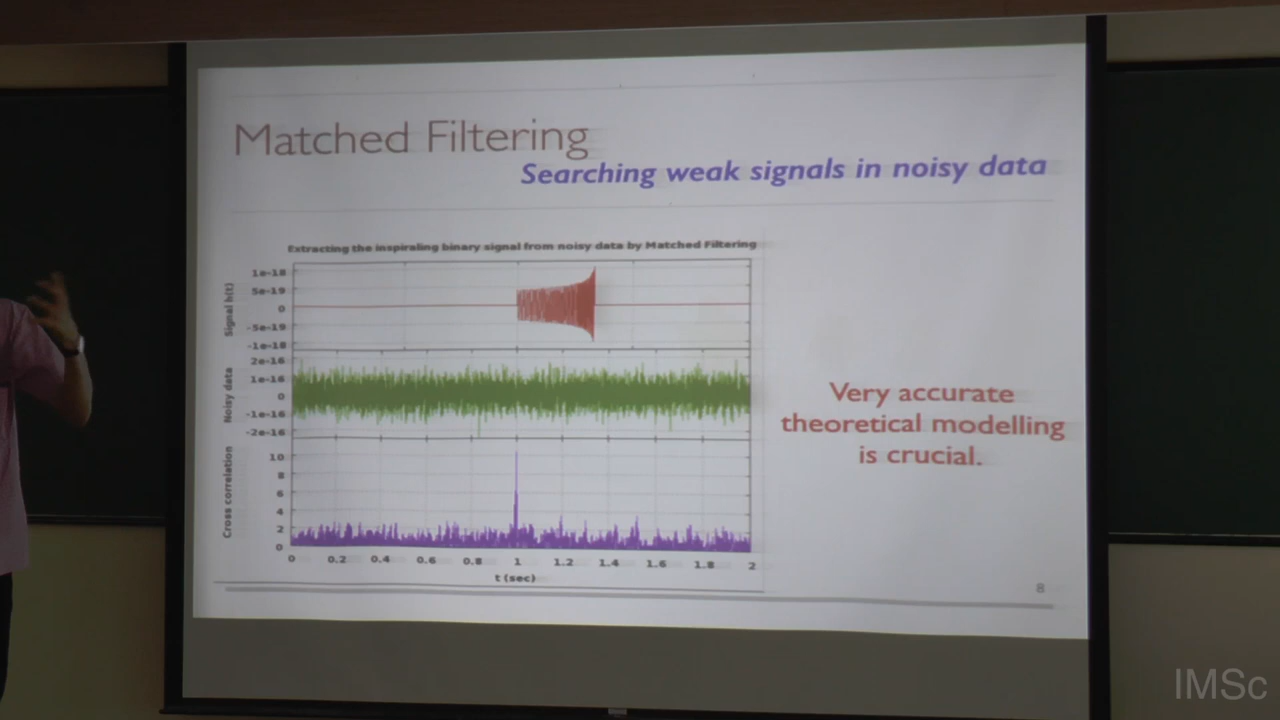 Matched Filtering
Searching weak signals in noisy data
Extracting the inspiraling binary signal from noisy data by Matched Filtering
Signal h(t)
1e-18
5e-19
0
-5e-19
-1e-18
Noisy data
2e-16
1e-16
0
-1e-16
-2e-16
Cross correlation
10
8
6
4
2
0
0 0.2 0.4 0.6 0.8 1 1.2 1.4 1.6 1.8 2
t (sec)
Very accurate
theoretical modelling
is crucial.
8
IMSc